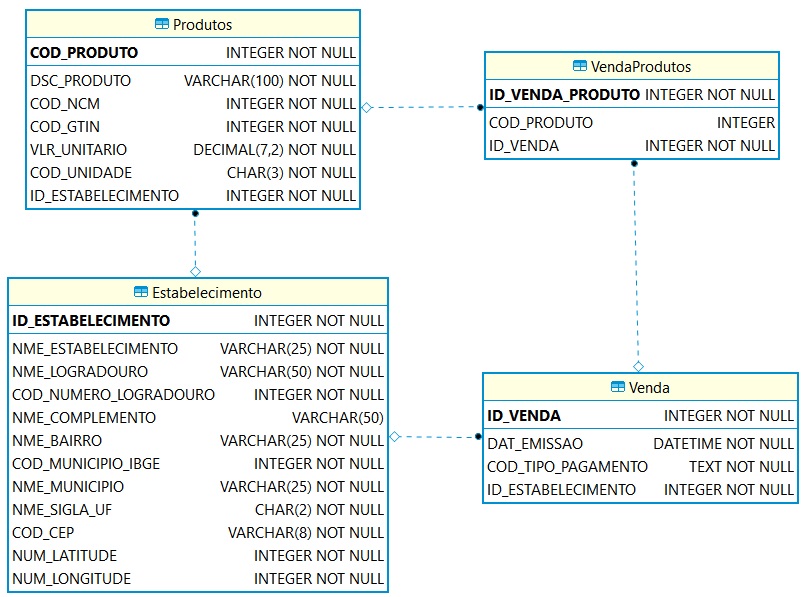 Produtos
COD_PRODUTO INTEGER NOT NULL
DSC_PRODUTO VARCHAR(100) NOT NULL
COD_NCM INTEGER NOT NULL
COD_GTIN INTEGER NOT NULL
VLR_UNITARIO DECIMAL(7,2) NOT NULL
COD_UNIDADE CHAR(3) NOT NULL
ID_ESTABELECIMENTO INTEGER NOT NULL
VendaProdutos
ID_VENDA_PRODUTO INTEGER NOT NULL
COD_PRODUTO INTEGER
ID_VENDA INTEGER NOT NULL
Estabelecimento
ID_ESTABELECIMENTO INTEGER NOT NULL
NME_ESTABELECIMENTO VARCHAR(25) NOT NULL
NME_LOGRADOURO VARCHAR(50) NOT NULL
COD_NUMERO_LOGRADOURO INTEGER NOT NULL
NME_COMPLEMENTO VARCHAR(50)
NME_BAIRRO VARCHAR(25) NOT NULL
COD_MUNICIPIO_IBGE INTEGER NOT NULL
NME_MUNICIPIO VARCHAR(25) NOT NULL
NME_SIGLA_UF CHAR(2) NOT NULL
COD_CEP VARCHAR(8) NOT NULL
NUM_LATITUDE INTEGER NOT NULL
NUM_LONGITUDE INTEGER NOT NULL
Venda
ID_VENDA INTEGER NOT NULL
DAT_EMISSAO DATETIME NOT NULL
COD_TIPO_PAGAMENTO TEXT NOT NULL
ID_ESTABELECIMENTO INTEGER NOT NULL